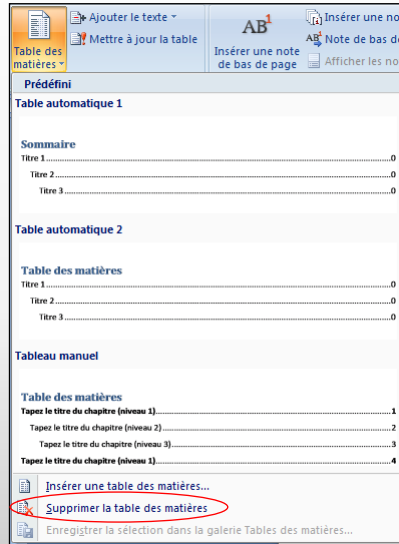 Table des matières
Ajouter le texte
Mettre à jour la table
AB1
Insérer une note de bas de page
Insérer une no
AB Note de bas d
Afficher les no
Prédéfini
Table automatique 1
Sommaire
Titre 1....................0
Titre 2....................0
Titre 3....................0
Table automatique 2
Table des matières
Titre 1....................0
Titre 2....................0
Titre 3....................0
Tableau manuel
Table des matières
Tapez le titre du chapitre (niveau 1)....................1
Tapez le titre du chapitre (niveau 2)....................2
Tapez le titre du chapitre (niveau 3)....................3
Tapez le titre du chapitre (niveau 1)....................4
Insérer une table des matières...
Supprimer la table des matières
Enregistrer la sélection dans la galerie Tables des matières...